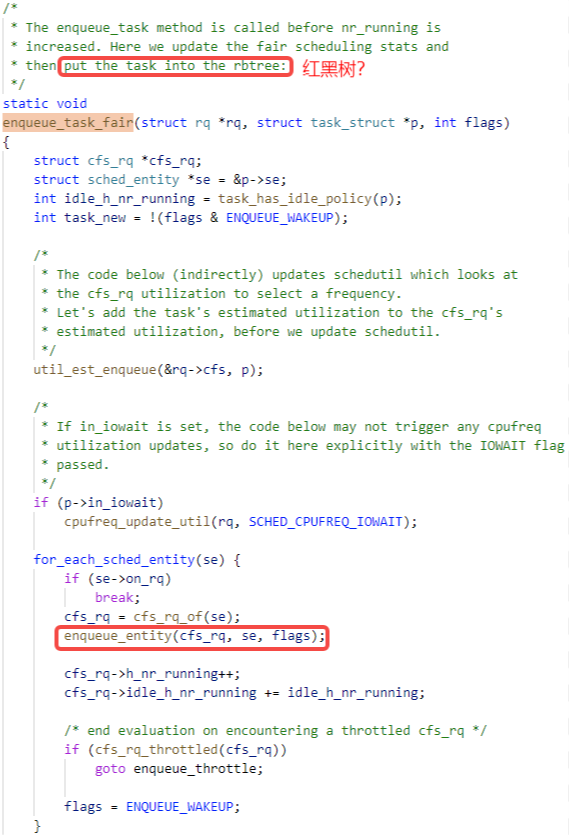 /*
 * The enqueue_task method is called before nr_running is
 * increased. Here we update the fair scheduling stats and
 * then put the task into the rbtree: 红黑树?
 */
static void
enqueue_task_fair(struct rq *rq, struct task_struct *p, int flags)
{
    struct cfs_rq *cfs_rq;
    struct sched_entity *se = &p->se;
    int idle_h_nr_running = task_has_idle_policy(p);
    int task_new = !(flags & ENQUEUE_WAKEUP);

    /*
     * The code below (indirectly) updates schedutil which looks at
     * the cfs_rq utilization to select a frequency.
     * Let's add the task's estimated utilization to the cfs_rq's
     * estimated utilization, before we update schedutil.
     */
    util_est_enqueue(&rq->cfs, p);

    /*
     * If in_iowait is set, the code below may not trigger any cpufreq
     * utilization updates, so do it here explicitly with the IOWAIT flag
     * passed.
     */
    if (p->in_iowait)
        cpufreq_update_util(rq, SCHED_CPUFREQ_IOWAIT);

    for_each_sched_entity(se) {
        if (se->on_rq)
            break;
        cfs_rq = cfs_rq_of(se);
        enqueue_entity(cfs_rq, se, flags);

        cfs_rq->h_nr_running++;
        cfs_rq->idle_h_nr_running += idle_h_nr_running;

        /* end evaluation on encountering a throttled cfs_rq */
        if (cfs_rq_throttled(cfs_rq))
            goto enqueue_throttle;

        flags = ENQUEUE_WAKEUP;
    }